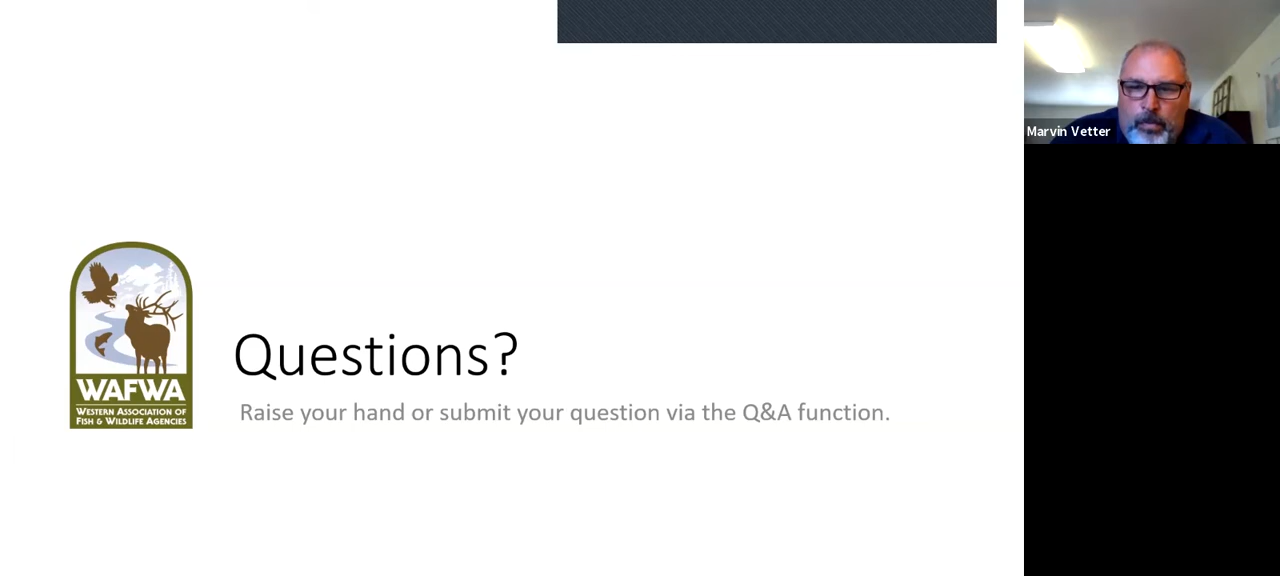 Marvin Vetter
Questions?
Raise your hand or submit your question via the Q&A function.
WAFWA
WESTERN ASSOCIATION OF
FISH & WILDLIFE AGENCIES